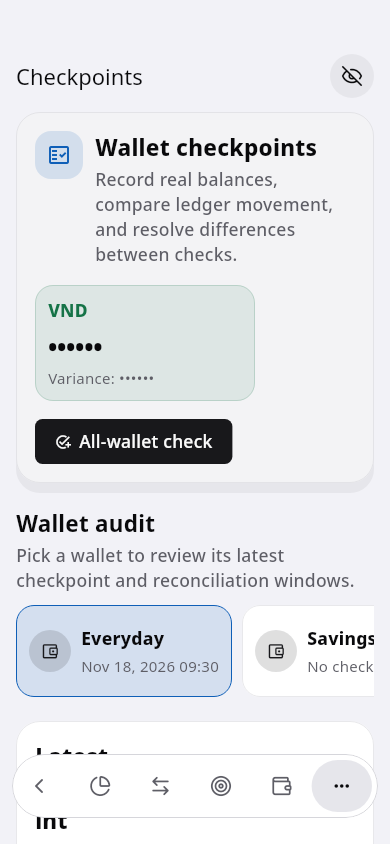 Checkpoints
Wallet checkpoints
Record real balances,
compare ledger movement,
and resolve differences
between checks.
VND
••••••
Variance: ••••••
All-wallet check
Wallet audit
Pick a wallet to review its latest
checkpoint and reconciliation windows.
Everyday
Nov 18, 2026 09:30
Savings
No check
Latest
int